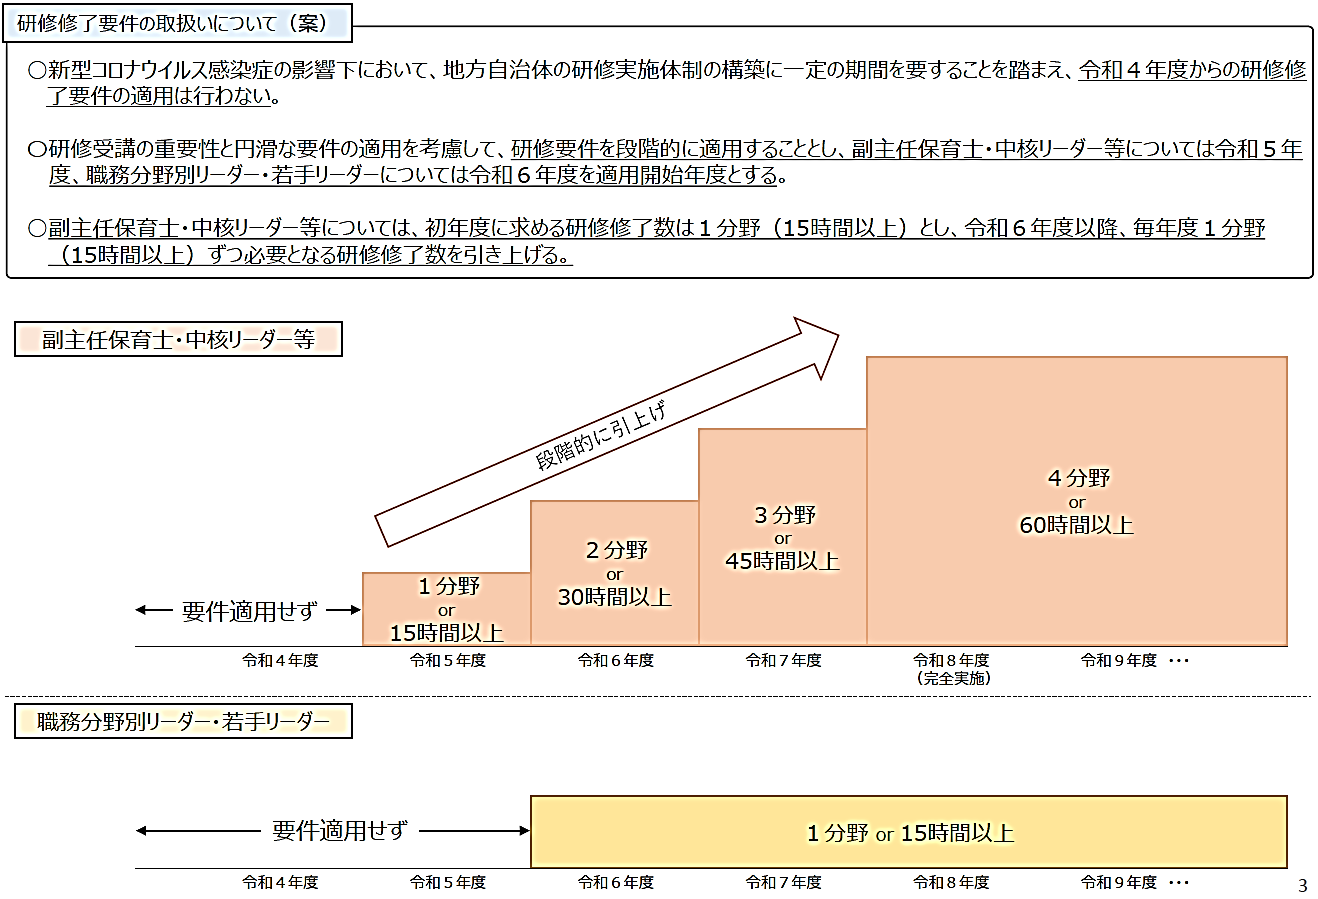 研修修了要件の取扱いについて（案）
○新型コロナウイルス感染症の影響下において、地方自治体の研修実施体制の構築に一定の期間を要することを踏まえ、令和４年度からの研修修
了要件の適用は行わない。
○研修受講の重要性と円滑な要件の適用を考慮して、研修要件を段階的に適用することとし、副主任保育士・中核リーダー等については令和５年
度、職務分野別リーダー・若手リーダーについては令和６年度を適用開始年度とする。
○副主任保育士・中核リーダー等については、初年度に求める研修修了数は１分野（15時間以上）とし、令和６年度以降、毎年度１分野
（15時間以上）ずつ必要となる研修修了数を引き上げる。
副主任保育士・中核リーダー等
段階的に引上げ
４分野
or
60時間以上
３分野
or
45時間以上
２分野
or
30時間以上
１分野
or
15時間以上
要件適用せず
令和４年度
令和５年度
令和６年度
令和７年度
令和８年度
（完全実施）
令和９年度 ･･･
職務分野別リーダー・若手リーダー
要件適用せず
１分野 or 15時間以上
令和４年度
令和５年度
令和６年度
令和７年度
令和８年度
令和９年度 ･･･
3